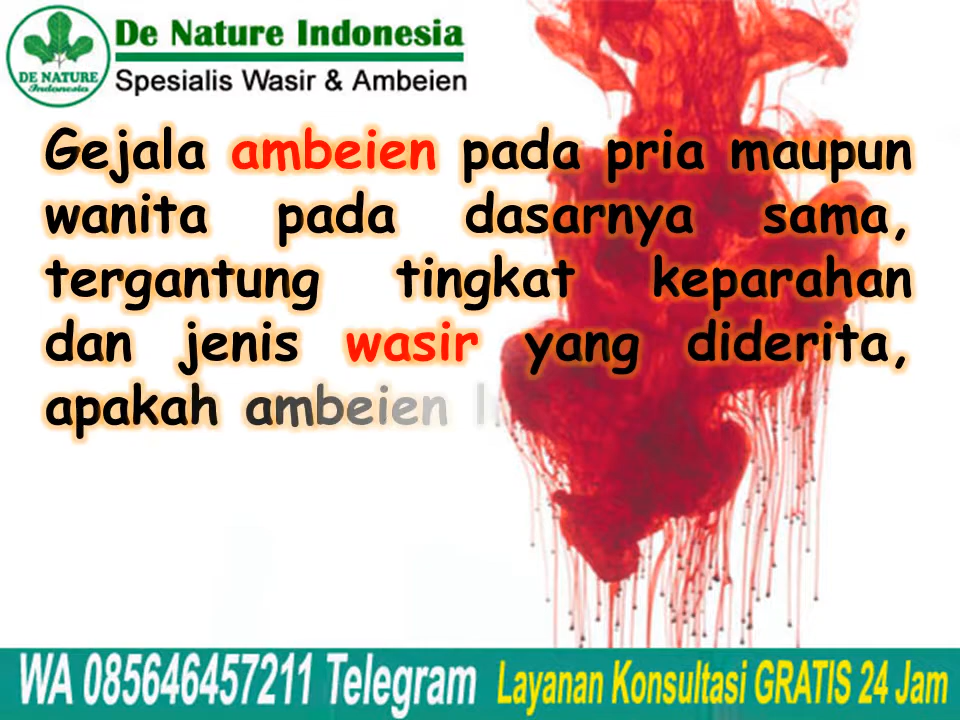 De Nature Indonesia
Spesialis Wasir & Ambeien
DE NATURE
Indonesia
Gejala ambeien pada pria maupun
wanita pada dasarnya sama,
tergantung tingkat keparahan
dan jenis wasir yang diderita,
apakah ambeien
WA 085646457211 Telegram Layanan Konsultasi GRATIS 24 Jam